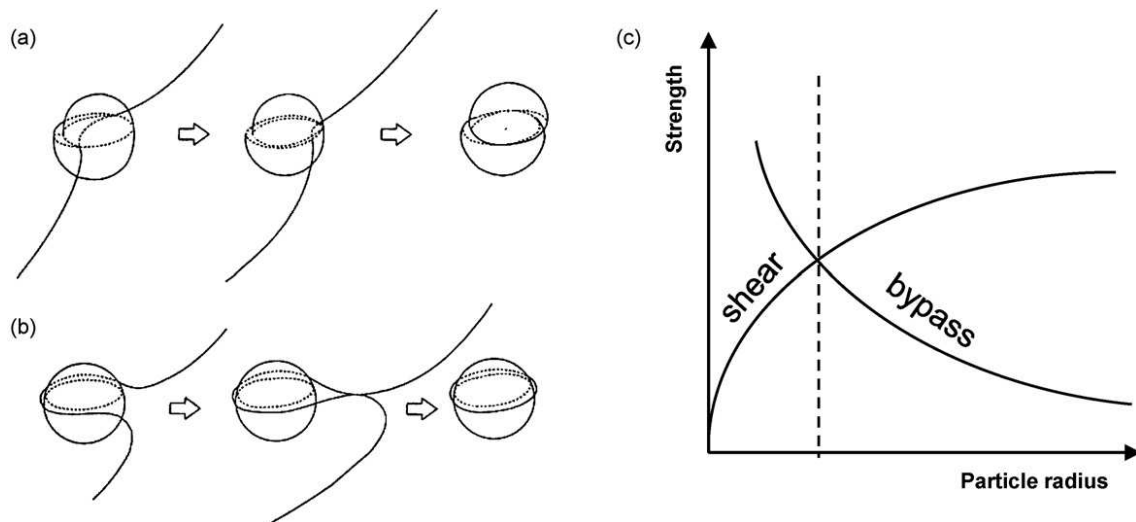 (a)
(b)
(c)
Strength
shear
bypass
Particle radius